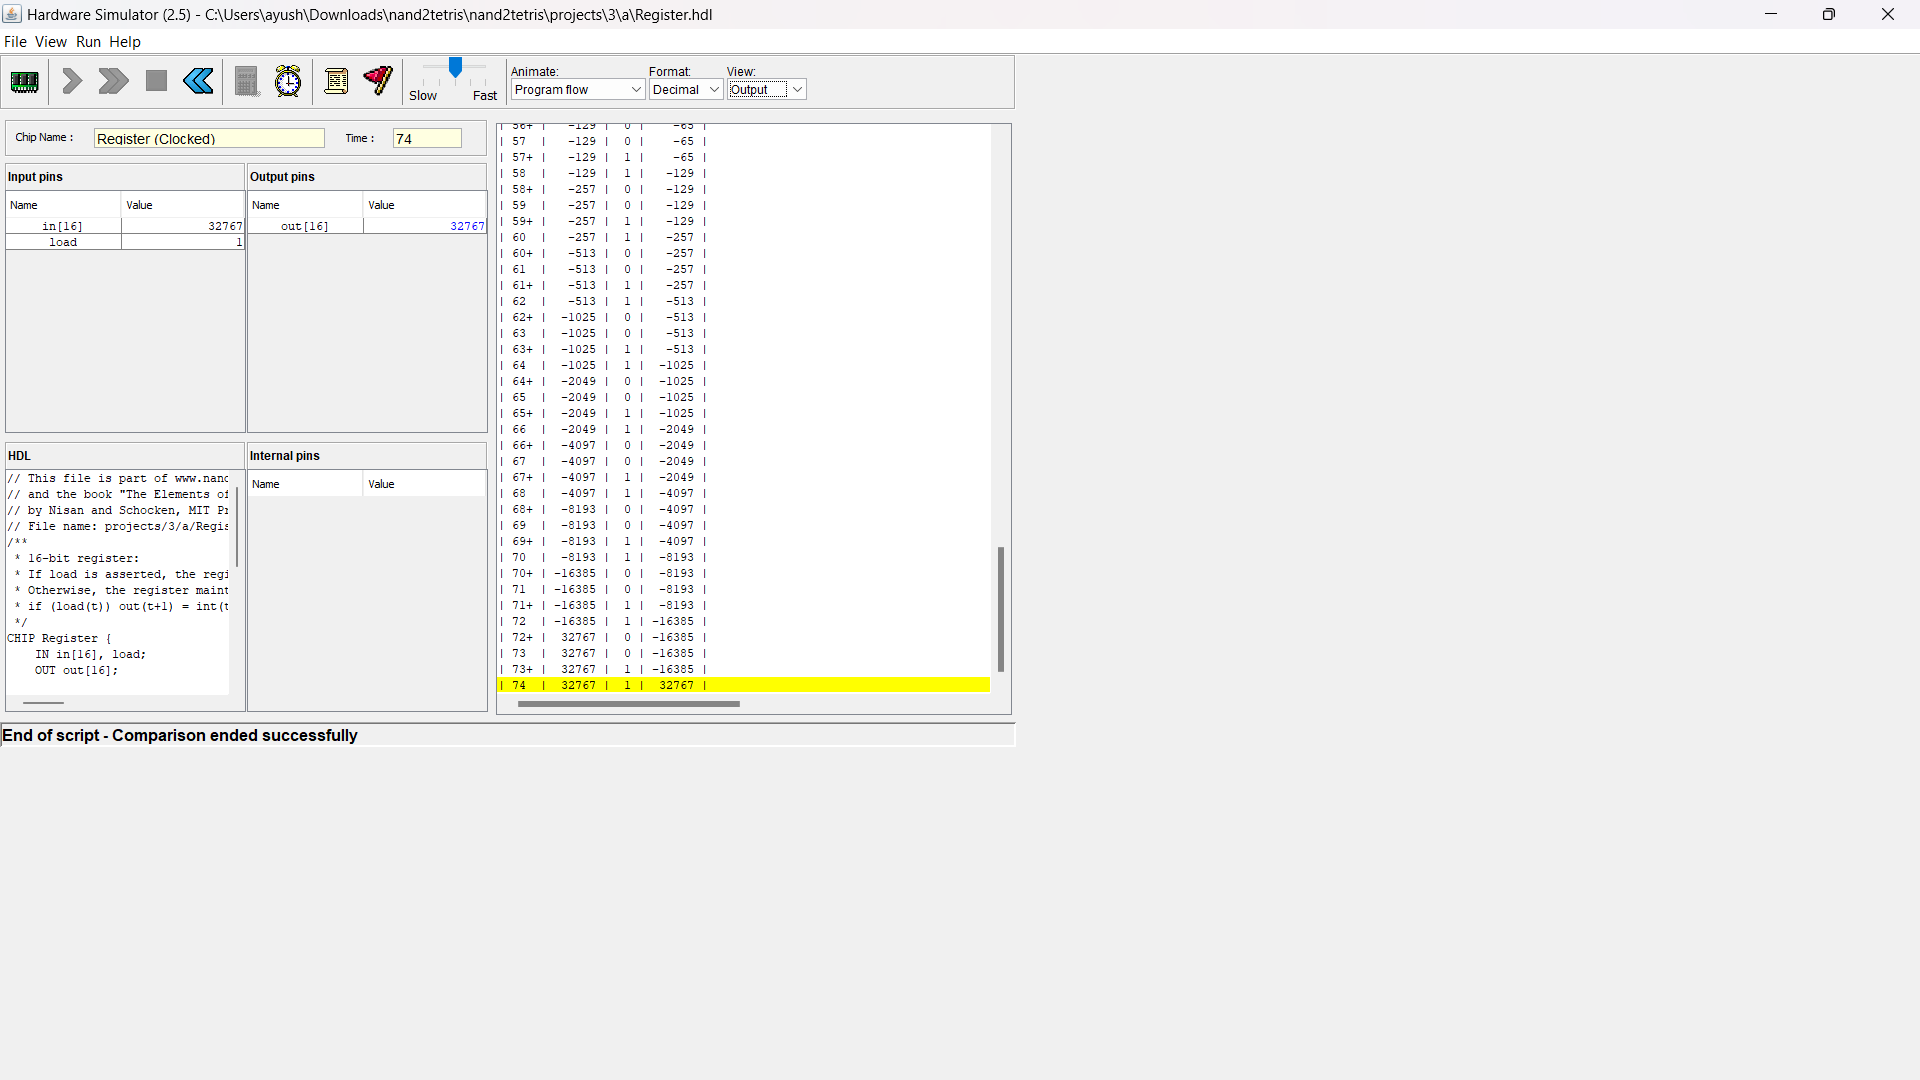 Hardware Simulator (2.5) - C:\Users\ayush\Downloads\nand2tetris\nand2tetris\projects\3\a\Register.hdl
File View Run Help
Slow Fast
Animate: Format: View:
Program flow Decimal Output
Chip Name : Register (Clocked) Time : 74
Input pins
Name Value
in[16] 32767
load 1
Output pins
Name Value
out[16] 32767
HDL
// This file is part of www.nand
// and the book "The Elements of
// by Nisan and Schocken, MIT Pr
// File name: projects/3/a/Regis
/**
* 16-bit register:
* If load is asserted, the regi
* Otherwise, the register maint
* if (load(t)) out(t+1) = int(t
*/
CHIP Register {
IN in[16], load;
OUT out[16];
Internal pins
Name Value
| 56+ | -129 | 0 | -65 |
| 57 | -129 | 0 | -65 |
| 57+ | -129 | 1 | -65 |
| 58 | -129 | 1 | -129 |
| 58+ | -257 | 0 | -129 |
| 59 | -257 | 0 | -129 |
| 59+ | -257 | 1 | -129 |
| 60 | -257 | 1 | -257 |
| 60+ | -513 | 0 | -257 |
| 61 | -513 | 0 | -257 |
| 61+ | -513 | 1 | -257 |
| 62 | -513 | 1 | -513 |
| 62+ | -1025 | 0 | -513 |
| 63 | -1025 | 0 | -513 |
| 63+ | -1025 | 1 | -513 |
| 64 | -1025 | 1 | -1025 |
| 64+ | -2049 | 0 | -1025 |
| 65 | -2049 | 0 | -1025 |
| 65+ | -2049 | 1 | -1025 |
| 66 | -2049 | 1 | -2049 |
| 66+ | -4097 | 0 | -2049 |
| 67 | -4097 | 0 | -2049 |
| 67+ | -4097 | 1 | -2049 |
| 68 | -4097 | 1 | -4097 |
| 68+ | -8193 | 0 | -4097 |
| 69 | -8193 | 0 | -4097 |
| 69+ | -8193 | 1 | -4097 |
| 70 | -8193 | 1 | -8193 |
| 70+ | -16385 | 0 | -8193 |
| 71 | -16385 | 0 | -8193 |
| 71+ | -16385 | 1 | -8193 |
| 72 | -16385 | 1 | -16385 |
| 72+ | 32767 | 0 | -16385 |
| 73 | 32767 | 0 | -16385 |
| 73+ | 32767 | 1 | -16385 |
| 74 | 32767 | 1 | 32767 |
End of script - Comparison ended successfully